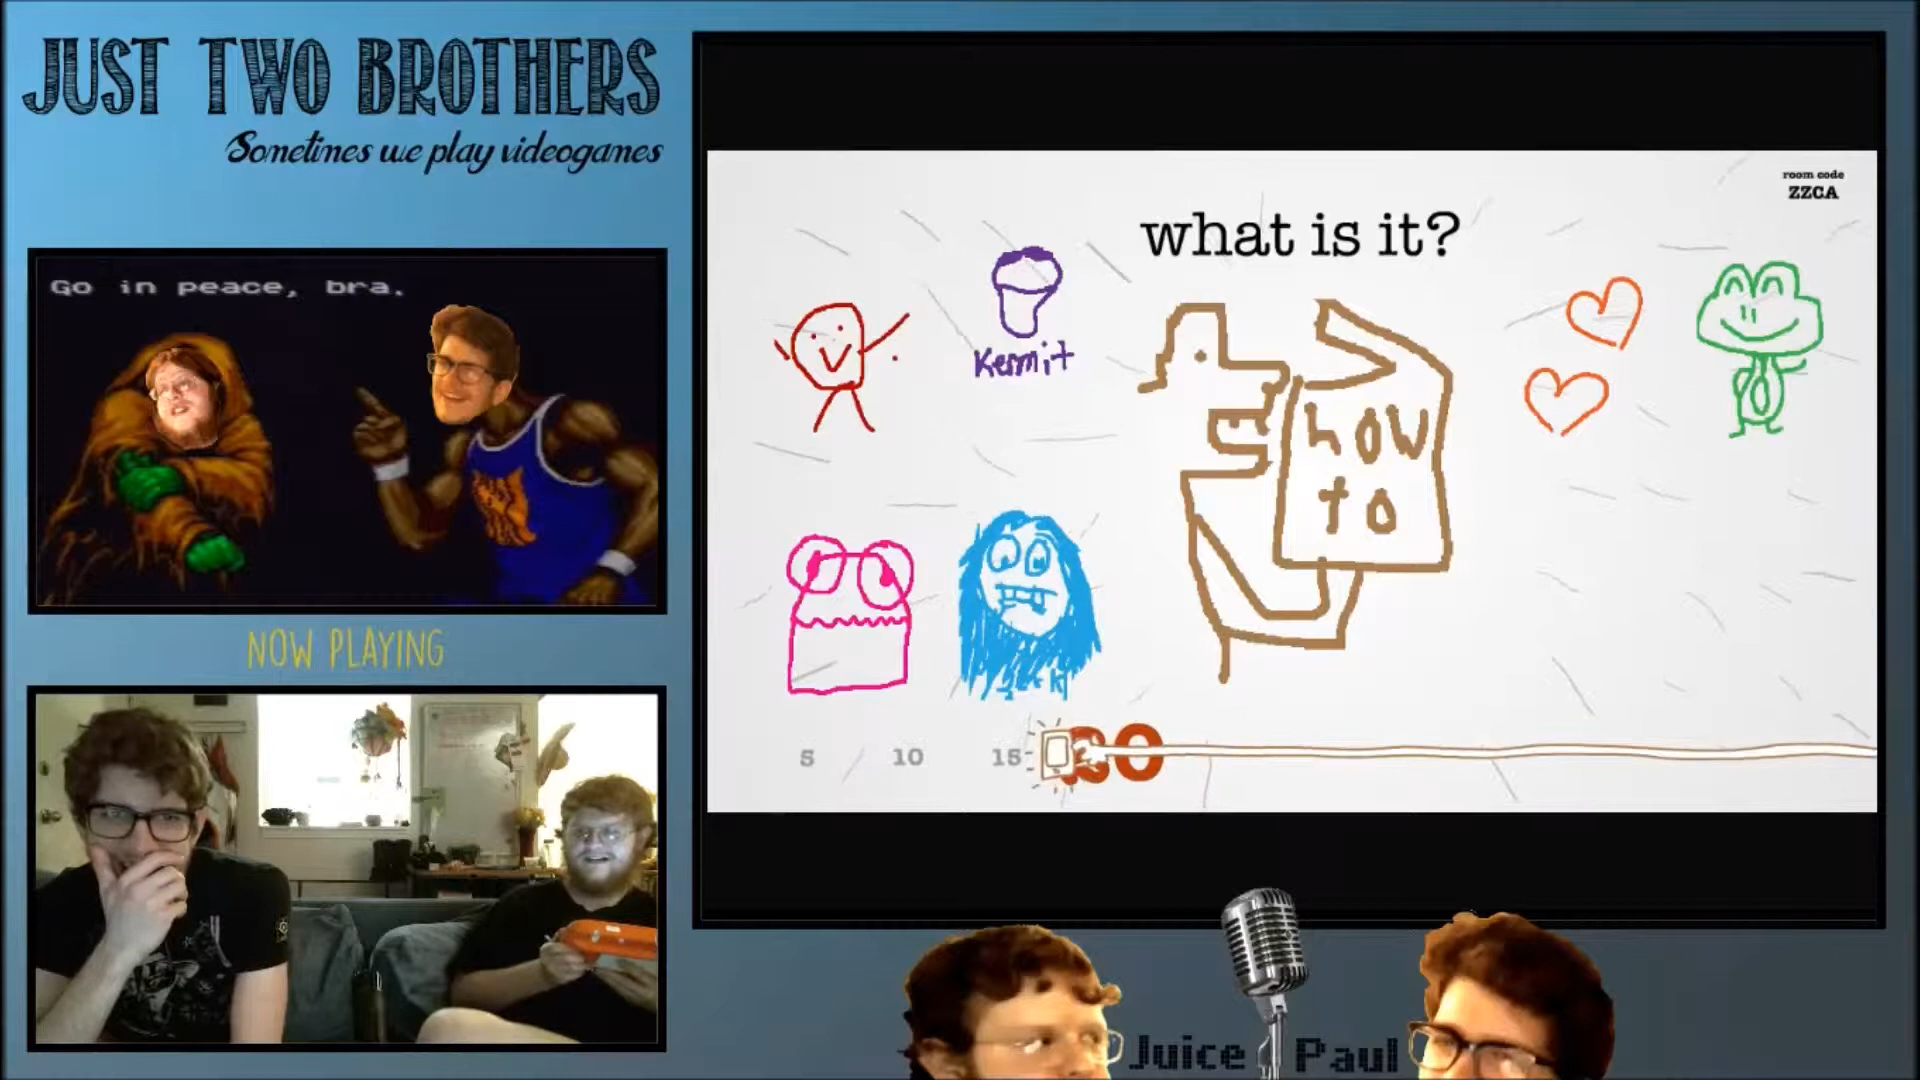 JUST TWO BROTHERS
Sometimes we play videogames
Go in peace, bra.
NOW PLAYING
room code
ZZCA
what is it?
Kermit
how
to
5
10
15
20
Juice
Paul